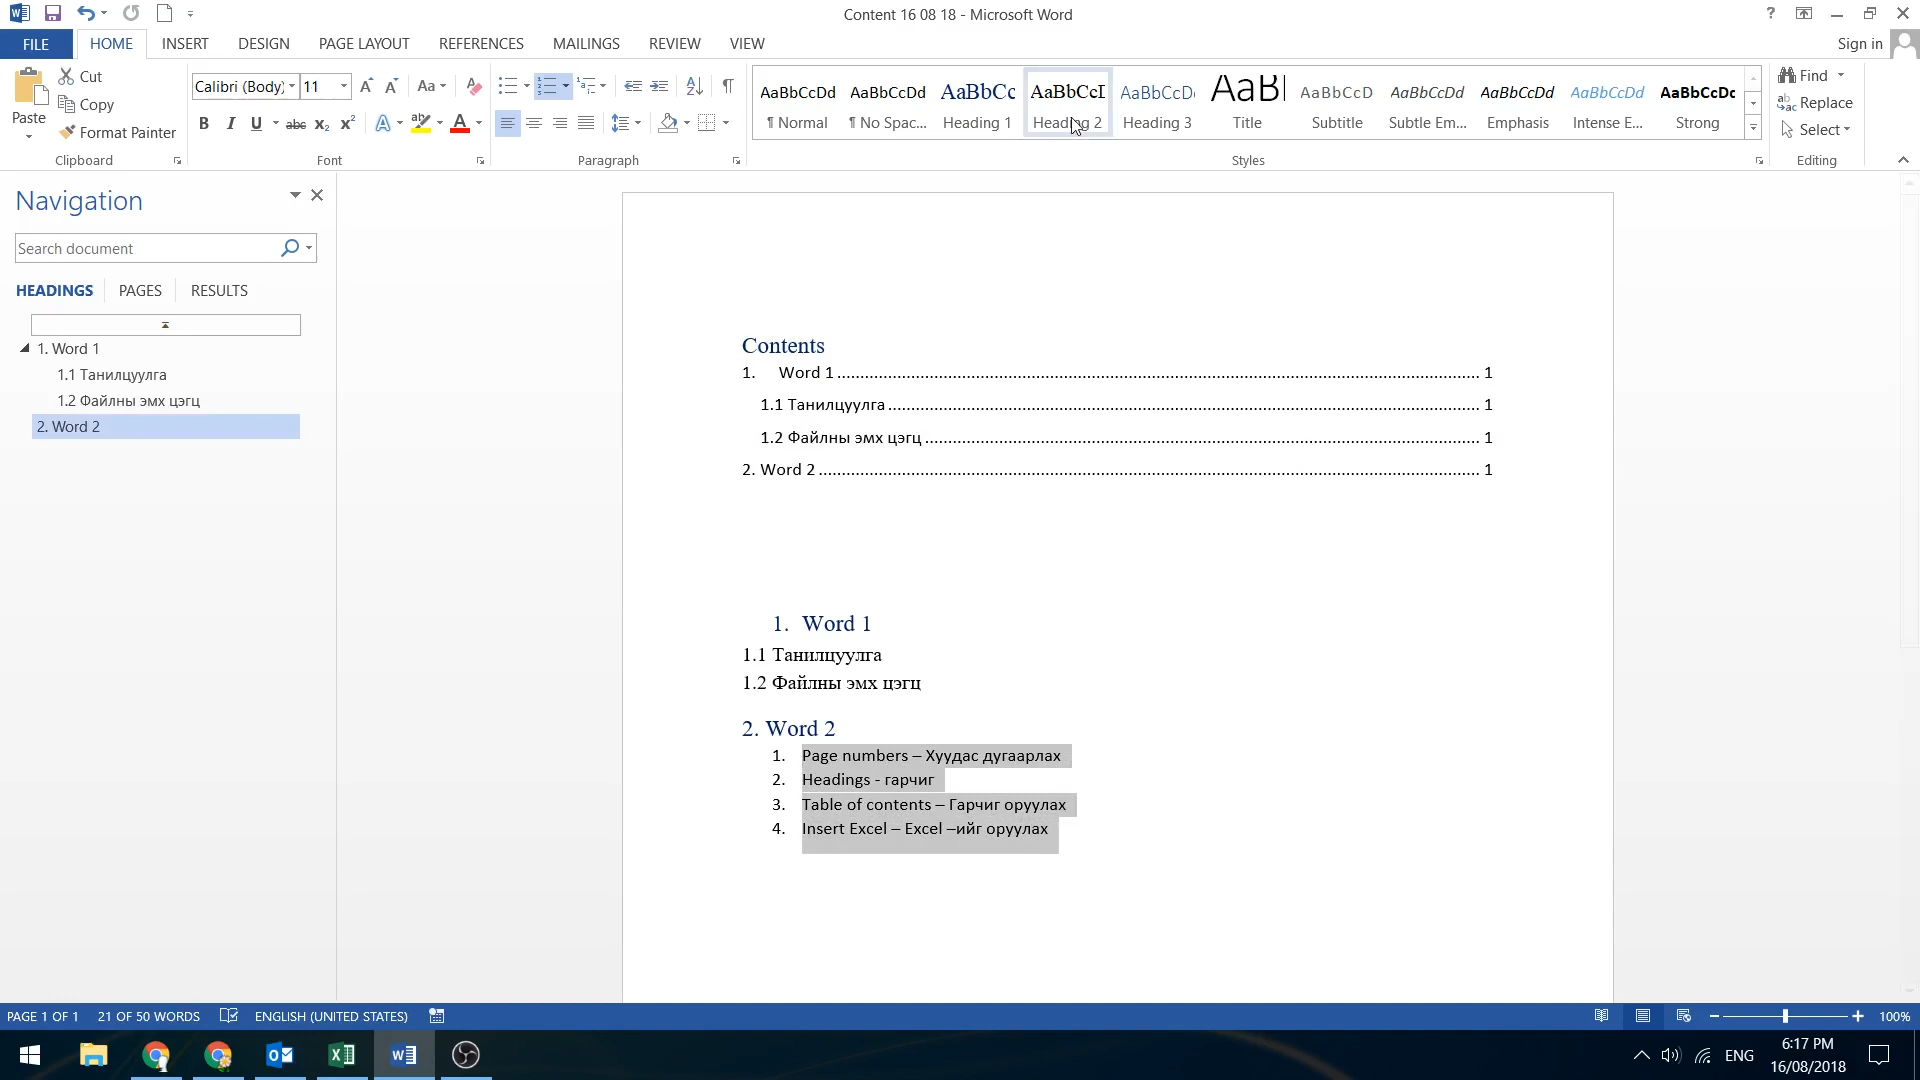 Content 16 08 18 - Microsoft Word
?
FILE
HOME
INSERT
DESIGN
PAGE LAYOUT
REFERENCES
MAILINGS
REVIEW
VIEW
Sign in
Paste
Cut
Copy
Format Painter
Clipboard
Calibri (Body)
11
Aa
B I U abc x₂ x² A A
Font
Paragraph
AaBbCcDd AaBbCcDd AaBbCc AaBbCcI AaBbCcD AaB AaBbCcD AaBbCcDd AaBbCcDd AaBbCcDd AaBbCcDc
¶ Normal ¶ No Spac... Heading 1 Heading 2 Heading 3 Title Subtitle Subtle Em... Emphasis Intense E... Strong
Styles
Find
Replace
Select
Editing
Navigation
Search document
HEADINGS PAGES RESULTS
1. Word 1
1.1 Танилцуулга
1.2 Файлны эмх цэгц
2. Word 2
Contents
1. Word 1 ........ 1
1.1 Танилцуулга ........ 1
1.2 Файлны эмх цэгц ........ 1
2. Word 2 ........ 1
1. Word 1
1.1 Танилцуулга
1.2 Файлны эмх цэгц
2. Word 2
1. Page numbers – Хуудас дугаарлах
2. Headings - гарчиг
3. Table of contents – Гарчиг оруулах
4. Insert Excel – Excel –ийг оруулах
PAGE 1 OF 1 21 OF 50 WORDS ENGLISH (UNITED STATES) 100%
ENG
6:17 PM
16/08/2018